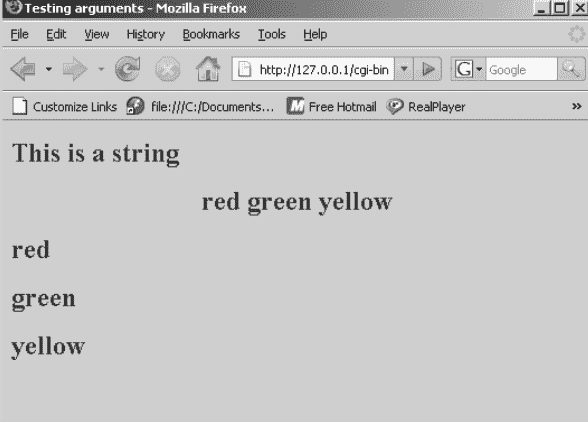 Testing arguments - Mozilla Firefox
File Edit View History Bookmarks Tools Help
http://127.0.0.1/cgi-bin G Google
Customize Links file:///C:/Documents... M Free Hotmail RealPlayer »
This is a string
red green yellow
red
green
yellow